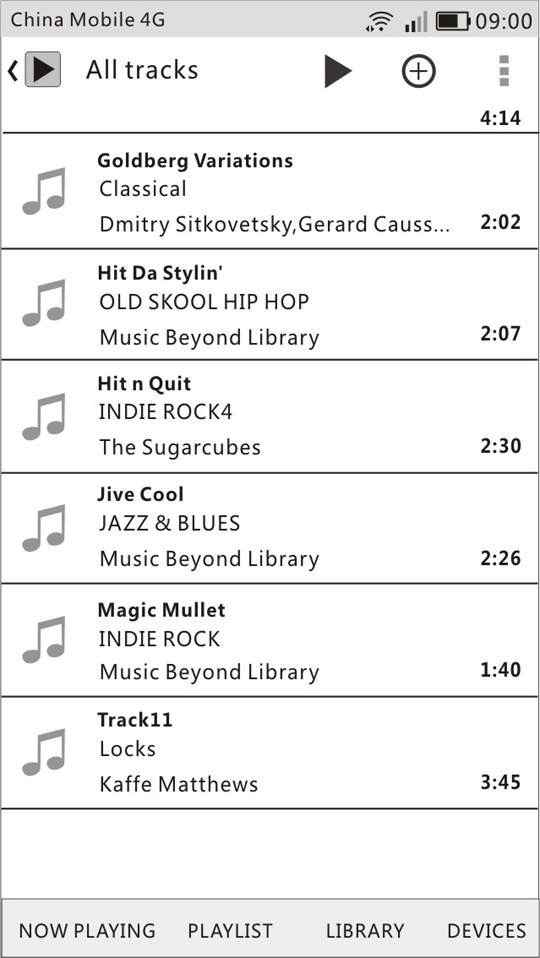 China Mobile 4G 09:00
All tracks
4:14
Goldberg Variations
Classical
Dmitry Sitkovetsky,Gerard Causs... 2:02
Hit Da Stylin'
OLD SKOOL HIP HOP
Music Beyond Library 2:07
Hit n Quit
INDIE ROCK4
The Sugarcubes 2:30
Jive Cool
JAZZ & BLUES
Music Beyond Library 2:26
Magic Mullet
INDIE ROCK
Music Beyond Library 1:40
Track11
Locks
Kaffe Matthews 3:45
NOW PLAYING PLAYLIST LIBRARY DEVICES